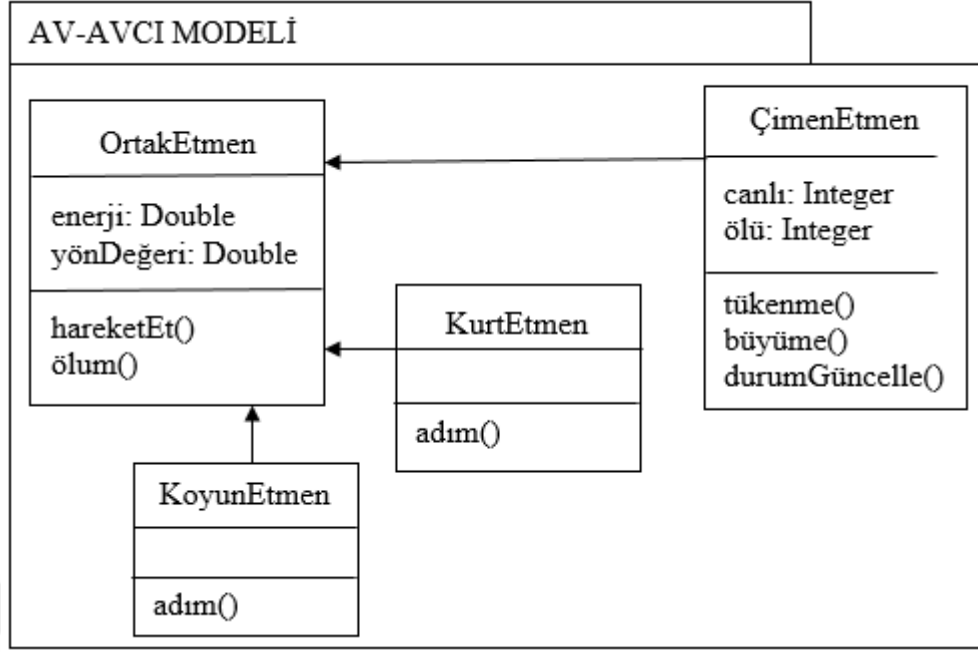 AV-AVCI MODELİ
OrtakEtmen
enerji: Double
yönDeğeri: Double
hareketEt()
ölum()
ÇimenEtmen
canlı: Integer
ölü: Integer
tükenme()
büyüme()
durumGüncelle()
KurtEtmen
adım()
KoyunEtmen
adım()